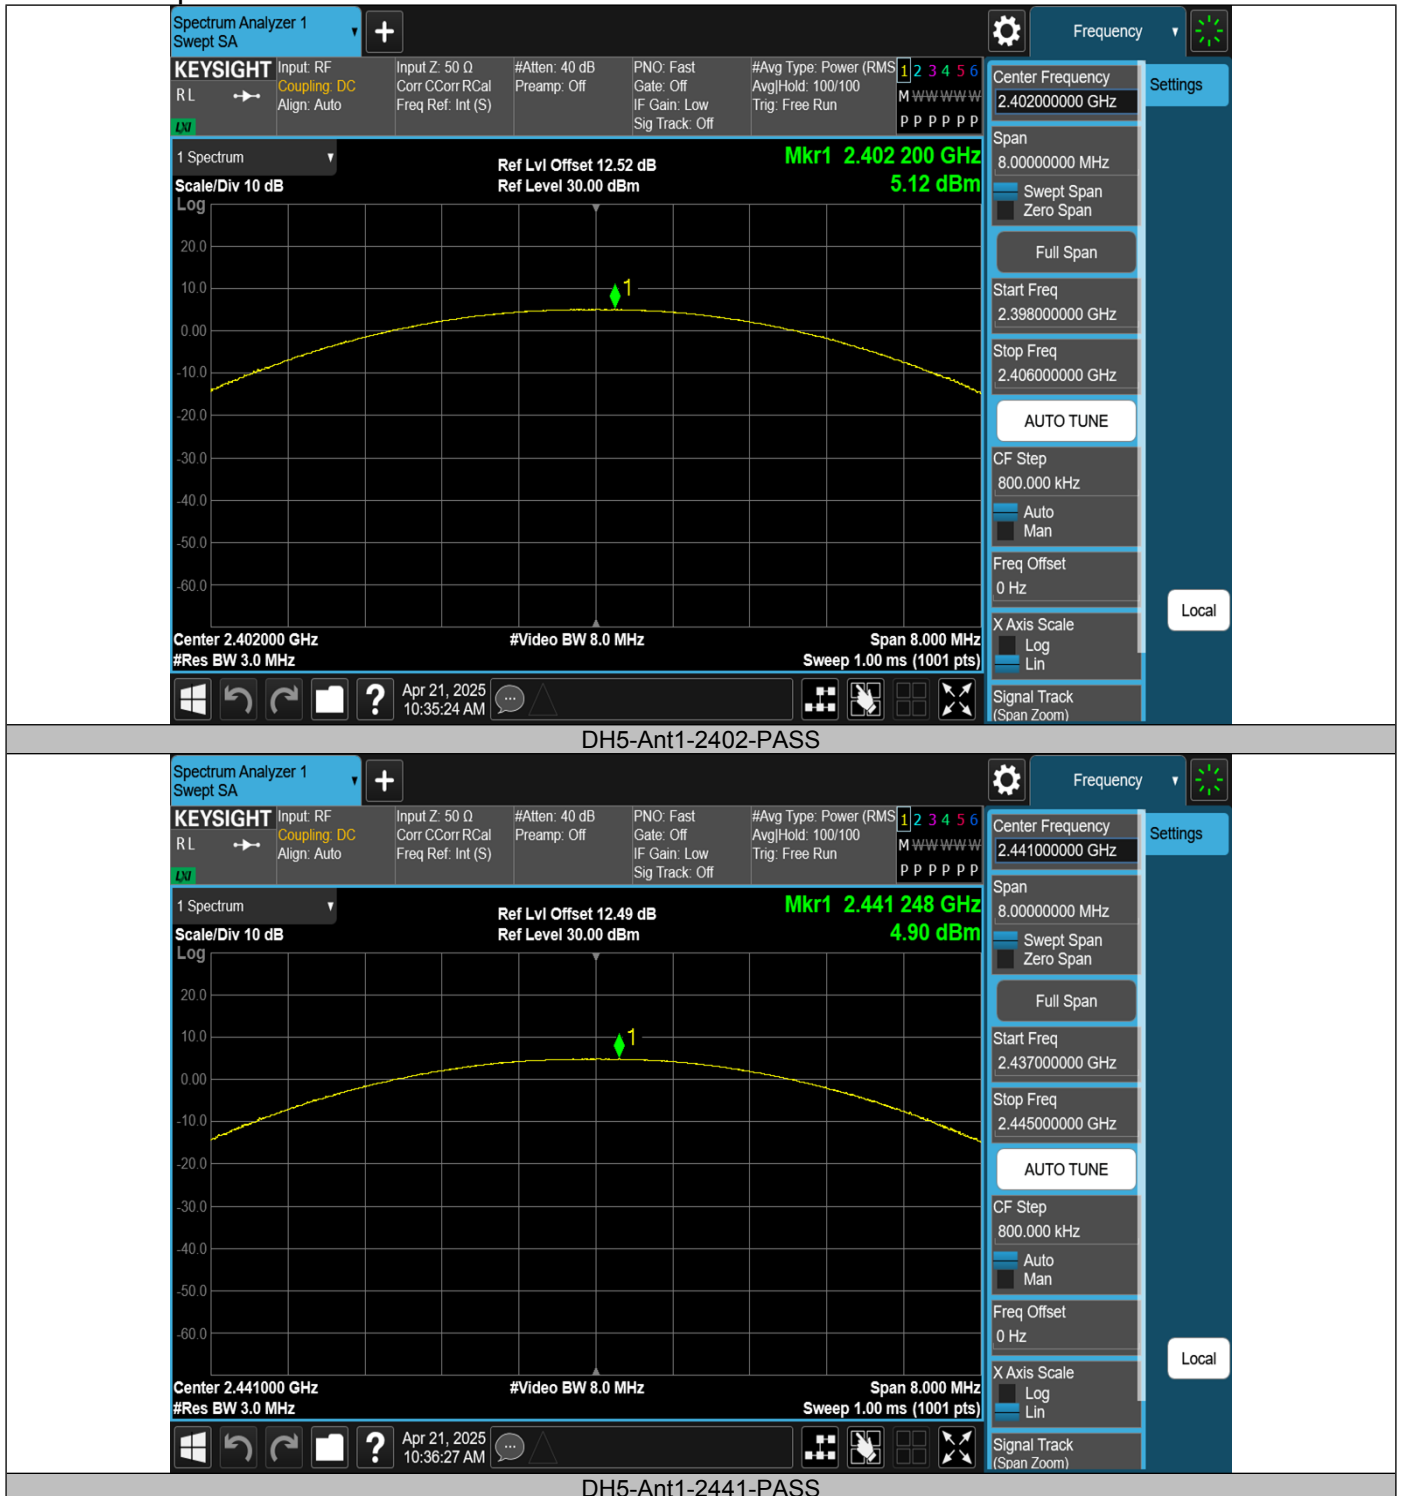 Spectrum Analyzer 1
Swept SA
Frequency
KEYSIGHT
Input: RF
Input Z: 50 Ω
#Atten: 40 dB
PNO: Fast
#Avg Type: Power (RMS
1 2 3 4 5 6
R L
Coupling: DC
Corr CCorr RCal
Preamp: Off
Gate: Off
Avg|Hold: 100/100
M W W W W W
Align: Auto
Freq Ref: Int (S)
IF Gain: Low
Trig: Free Run
LXI
Sig Track: Off
P P P P P P
1 Spectrum
Ref Lvl Offset 12.52 dB
Mkr1 2.402 200 GHz
Scale/Div 10 dB
Ref Level 30.00 dBm
5.12 dBm
Log
20.0
10.0
0.00
-10.0
-20.0
-30.0
-40.0
-50.0
-60.0
1
Center 2.402000 GHz
#Video BW 8.0 MHz
Span 8.000 MHz
#Res BW 3.0 MHz
Sweep 1.00 ms (1001 pts)
?
Apr 21, 2025
10:35:24 AM
Center Frequency
2.402000000 GHz
Settings
Span
8.00000000 MHz
Swept Span
Zero Span
Full Span
Start Freq
2.398000000 GHz
Stop Freq
2.406000000 GHz
AUTO TUNE
CF Step
800.000 kHz
Auto
Man
Freq Offset
0 Hz
Local
X Axis Scale
Log
Lin
Signal Track
(Span Zoom)
DH5-Ant1-2402-PASS
Spectrum Analyzer 1
Swept SA
Frequency
KEYSIGHT
Input: RF
Input Z: 50 Ω
#Atten: 40 dB
PNO: Fast
#Avg Type: Power (RMS
1 2 3 4 5 6
R L
Coupling: DC
Corr CCorr RCal
Preamp: Off
Gate: Off
Avg|Hold: 100/100
M W W W W W
Align: Auto
Freq Ref: Int (S)
IF Gain: Low
Trig: Free Run
LXI
Sig Track: Off
P P P P P P
1 Spectrum
Ref Lvl Offset 12.49 dB
Mkr1 2.441 248 GHz
Scale/Div 10 dB
Ref Level 30.00 dBm
4.90 dBm
Log
20.0
10.0
0.00
-10.0
-20.0
-30.0
-40.0
-50.0
-60.0
1
Center 2.441000 GHz
#Video BW 8.0 MHz
Span 8.000 MHz
#Res BW 3.0 MHz
Sweep 1.00 ms (1001 pts)
?
Apr 21, 2025
10:36:27 AM
Center Frequency
2.441000000 GHz
Settings
Span
8.00000000 MHz
Swept Span
Zero Span
Full Span
Start Freq
2.437000000 GHz
Stop Freq
2.445000000 GHz
AUTO TUNE
CF Step
800.000 kHz
Auto
Man
Freq Offset
0 Hz
Local
X Axis Scale
Log
Lin
Signal Track
(Span Zoom)
DH5-Ant1-2441-PASS